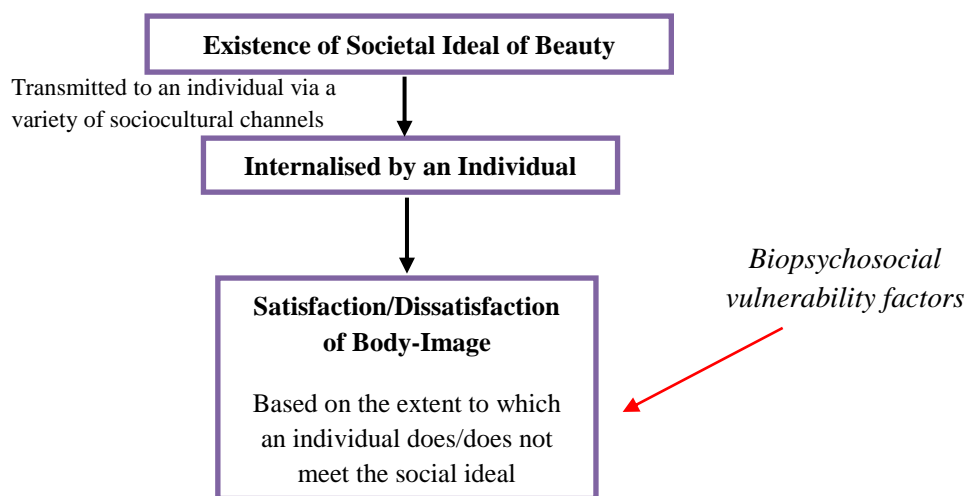 Existence of Societal Ideal of Beauty
Transmitted to an individual via a
variety of sociocultural channels
Internalised by an Individual
Biopsychosocial
vulnerability factors
Satisfaction/Dissatisfaction
of Body-Image
Based on the extent to which
an individual does/does not
meet the social ideal